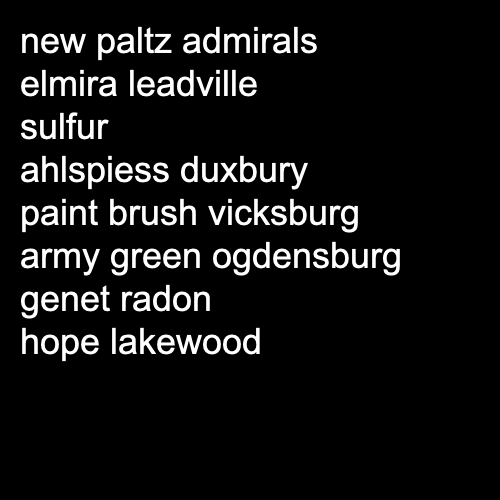 new paltz admirals
elmira leadville
sulfur
ahlspiess duxbury
paint brush vicksburg
army green ogdensburg
genet radon
hope lakewood